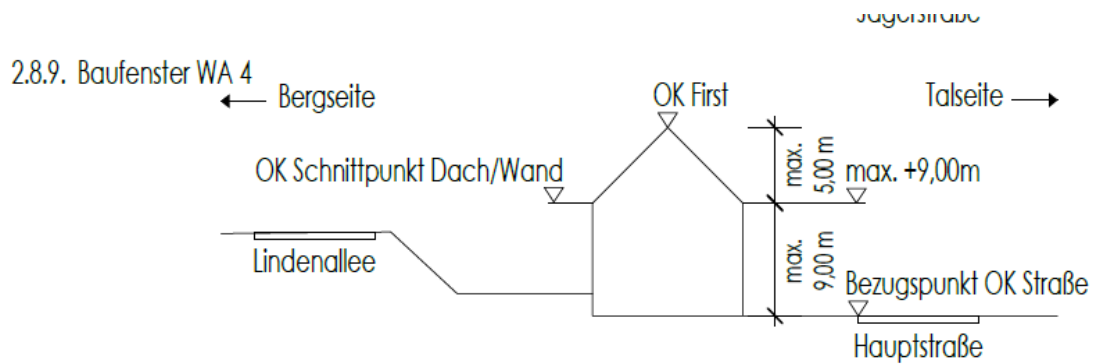 Jägerstraße
2.8.9. Baufenster WA 4
Bergseite
OK First
Talseite
OK Schnittpunkt Dach/Wand
max.
5,00 m
max. +9,00m
Lindenallee
max.
9,00 m
Bezugspunkt OK Straße
Hauptstraße